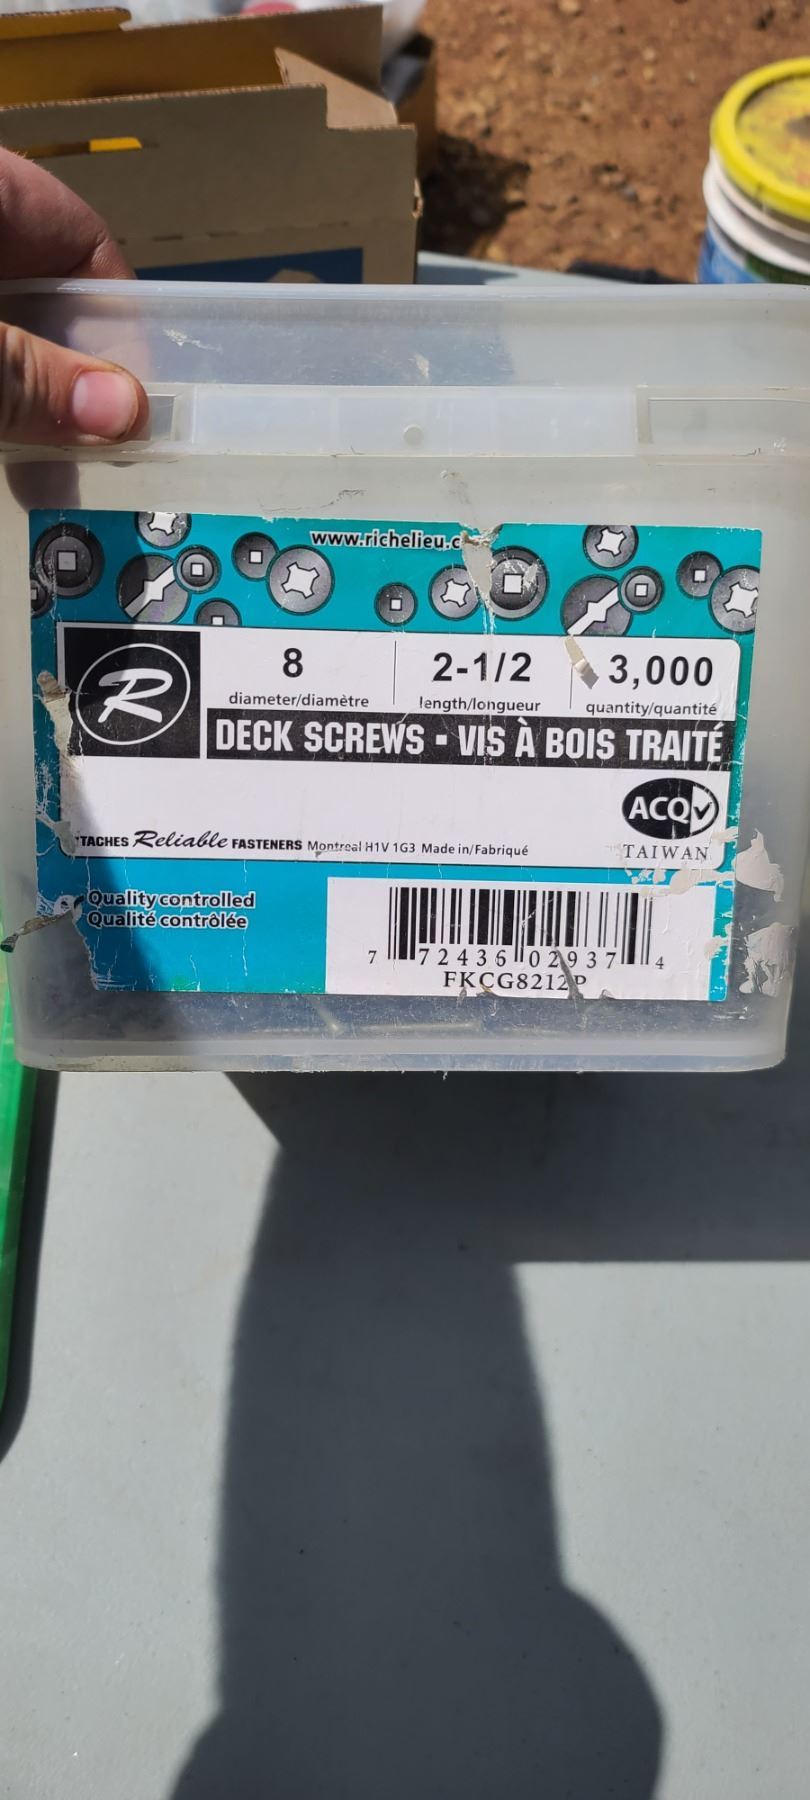 www.richelieu.c
R
8 2-1/2 3,000
diameter/diamètre length/longueur quantity/quantité
DECK SCREWS - VIS À BOIS TRAITÉ
ACQ
TACHES Reliable FASTENERS Montreal H1V 1G3 Made in/Fabriqué TAIWAN
Quality controlled
Qualité contrôlée
7 72436 02937 4
FKCG8212P